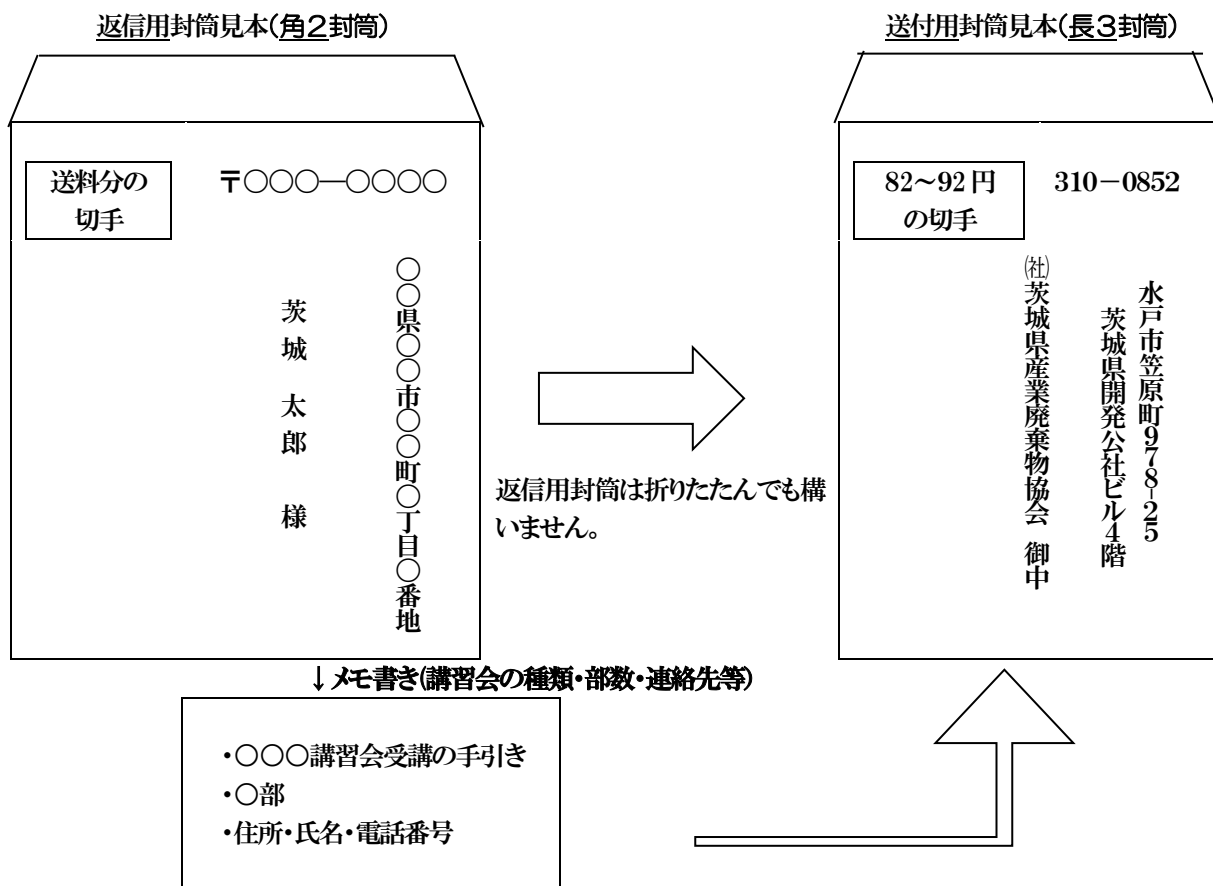 返信用封筒見本(角2封筒)
送料分の
切手
〒○○○―○○○○
○○県○○市○○町○丁目○番地
茨城 太郎 様
返信用封筒は折りたたんでも構
いません。
送付用封筒見本(長3封筒)
82～92円
の切手
310－0852
水戸市笠原町978-25
茨城県開発公社ビル4階
㈳茨城県産業廃棄物協会 御中
↓メモ書き(講習会の種類・部数・連絡先等)
・○○○講習会受講の手引き
・○部
・住所・氏名・電話番号